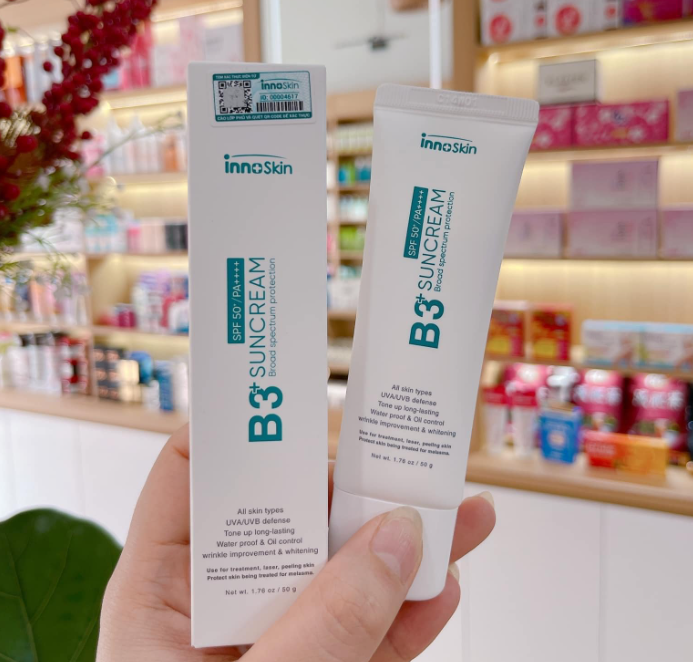 innoSkin
ID: 00004617
innoSkin
B3+ SUNCREAM
SPF 50+/PA++++
Broad spectrum protection
All skin types
UVA/UVB defense
Tone up long-lasting
Water proof & Oil control
wrinkle improvement & whitening
Use for treatment, laser, peeling skin
Protect skin being treated for melasma.
Net wt. 1.76 oz / 50 g
innoSkin
B3+ SUNCREAM
SPF 50+/PA++++
Broad spectrum protection
All skin types
UVA/UVB defense
Tone up long-lasting
Water proof & Oil control
wrinkle improvement & whitening
Use for treatment, laser, peeling skin
Protect skin being treated for melasma.
Net wt. 1.76 oz / 50 g